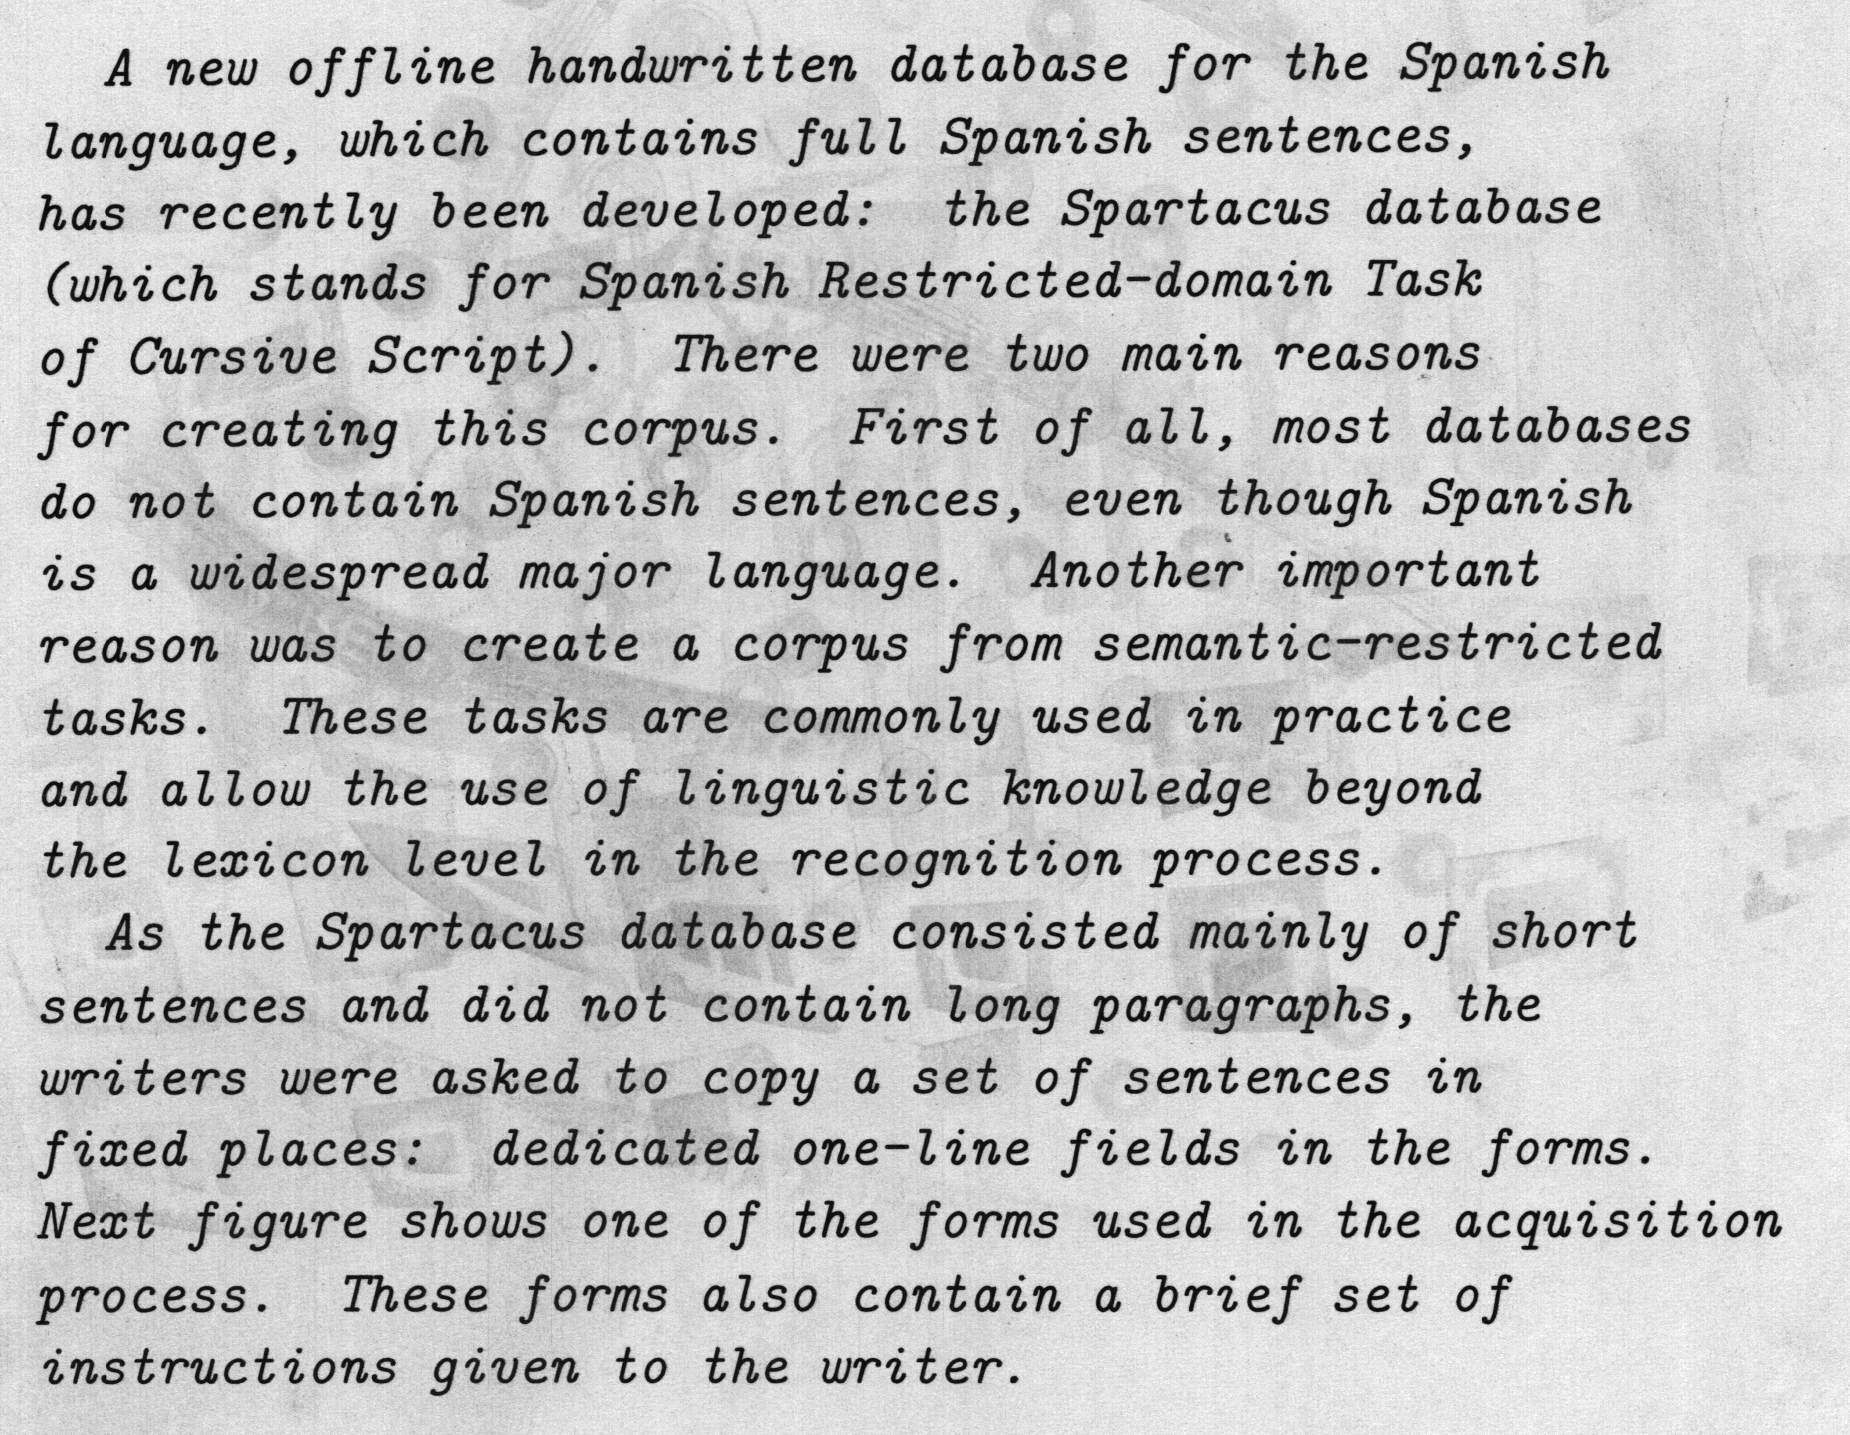 A new offline handwritten database for the Spanish
language, which contains full Spanish sentences,
has recently been developed: the Spartacus database
(which stands for Spanish Restricted-domain Task
of Cursive Script). There were two main reasons
for creating this corpus. First of all, most databases
do not contain Spanish sentences, even though Spanish
is a widespread major language. Another important
reason was to create a corpus from semantic-restricted
tasks. These tasks are commonly used in practice
and allow the use of linguistic knowledge beyond
the lexicon level in the recognition process.
As the Spartacus database consisted mainly of short
sentences and did not contain long paragraphs, the
writers were asked to copy a set of sentences in
fixed places: dedicated one-line fields in the forms.
Next figure shows one of the forms used in the acquisition
process. These forms also contain a brief set of
instructions given to the writer.